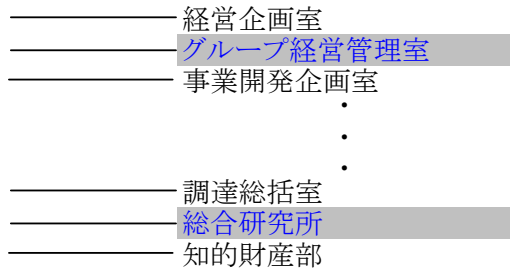 経営企画室
グループ経営管理室
事業開発企画室
・
・
・
調達総括室
総合研究所
知的財産部